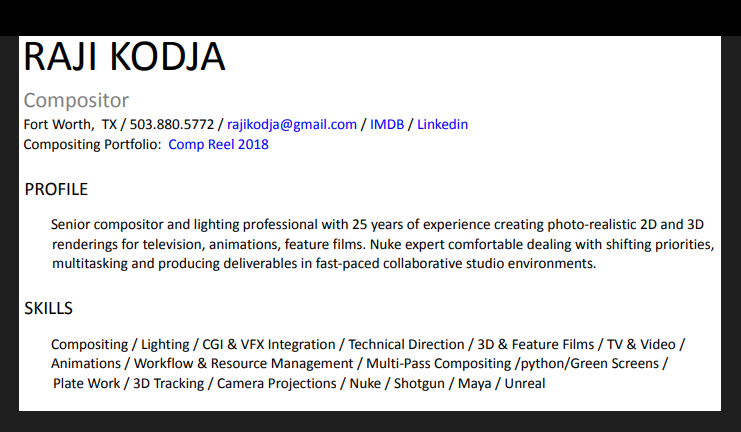 RAJI KODJA
Compositor
Fort Worth,  TX / 503.880.5772 / rajikodja@gmail.com / IMDB / Linkedin
Compositing Portfolio:  Comp Reel 2018
PROFILE
Senior compositor and lighting professional with 25 years of experience creating photo-realistic 2D and 3D
renderings for television, animations, feature films. Nuke expert comfortable dealing with shifting priorities,
multitasking and producing deliverables in fast-paced collaborative studio environments.
SKILLS
Compositing / Lighting / CGI & VFX Integration / Technical Direction / 3D & Feature Films / TV & Video /
Animations / Workflow & Resource Management / Multi-Pass Compositing /python/Green Screens /
Plate Work / 3D Tracking / Camera Projections / Nuke / Shotgun / Maya / Unreal